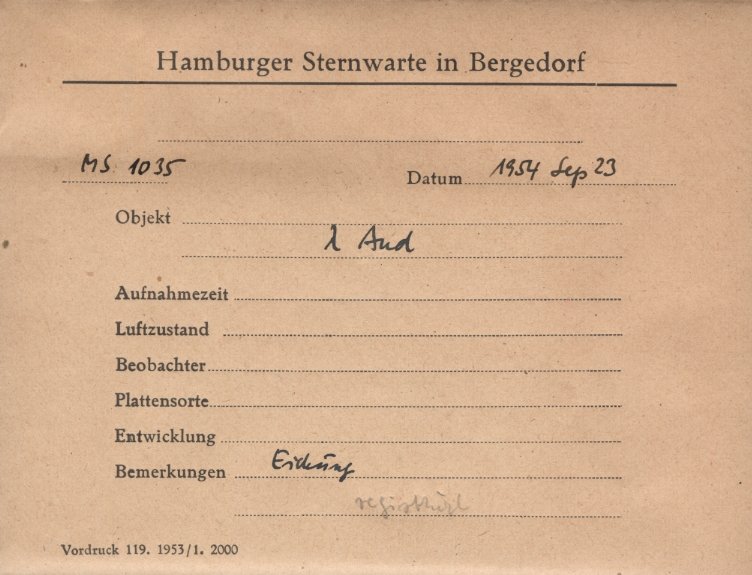 Hamburger Sternwarte in Bergedorf
MS 1035
Datum 1954 Sep 23
Objekt
λ And
Aufnahmezeit
Luftzustand
Beobachter
Plattensorte
Entwicklung
Bemerkungen Eichung
Vordruck 119. 1953/1. 2000